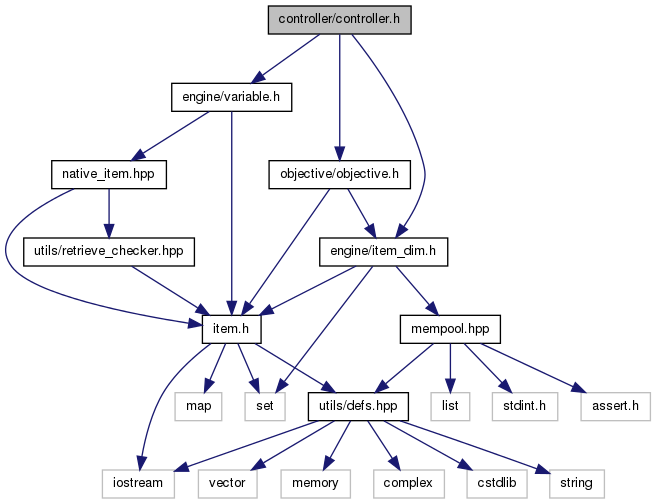 controller/controller.h
engine/variable.h
native_item.hpp
objective/objective.h
utils/retrieve_checker.hpp
engine/item_dim.h
item.h
mempool.hpp
map
set
utils/defs.hpp
list
stdint.h
assert.h
iostream
vector
memory
complex
cstdlib
string